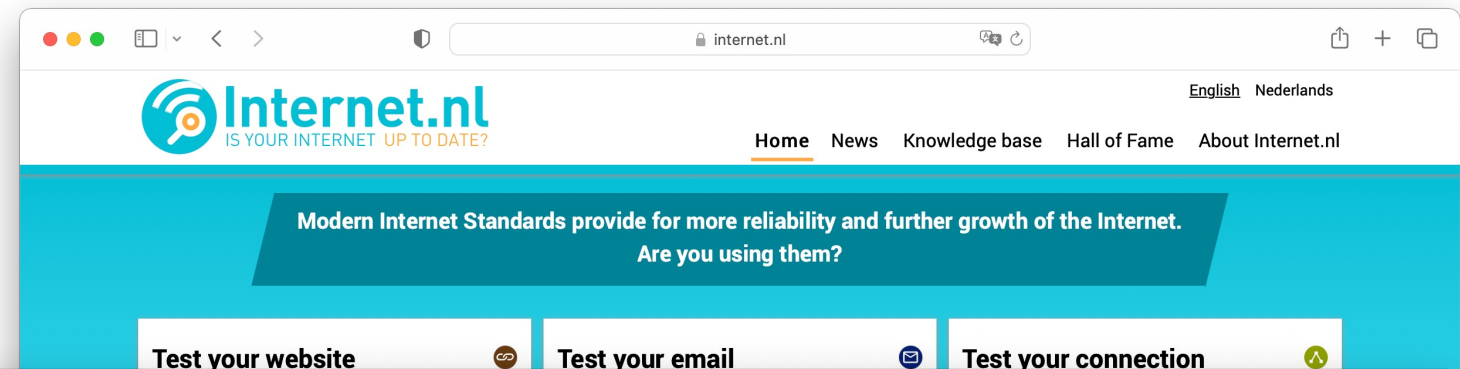 internet.nl
English Nederlands
Internet.nl
IS YOUR INTERNET UP TO DATE?
Home News Knowledge base Hall of Fame About Internet.nl
Modern Internet Standards provide for more reliability and further growth of the Internet.
Are you using them?
Test your website Test your email Test your connection